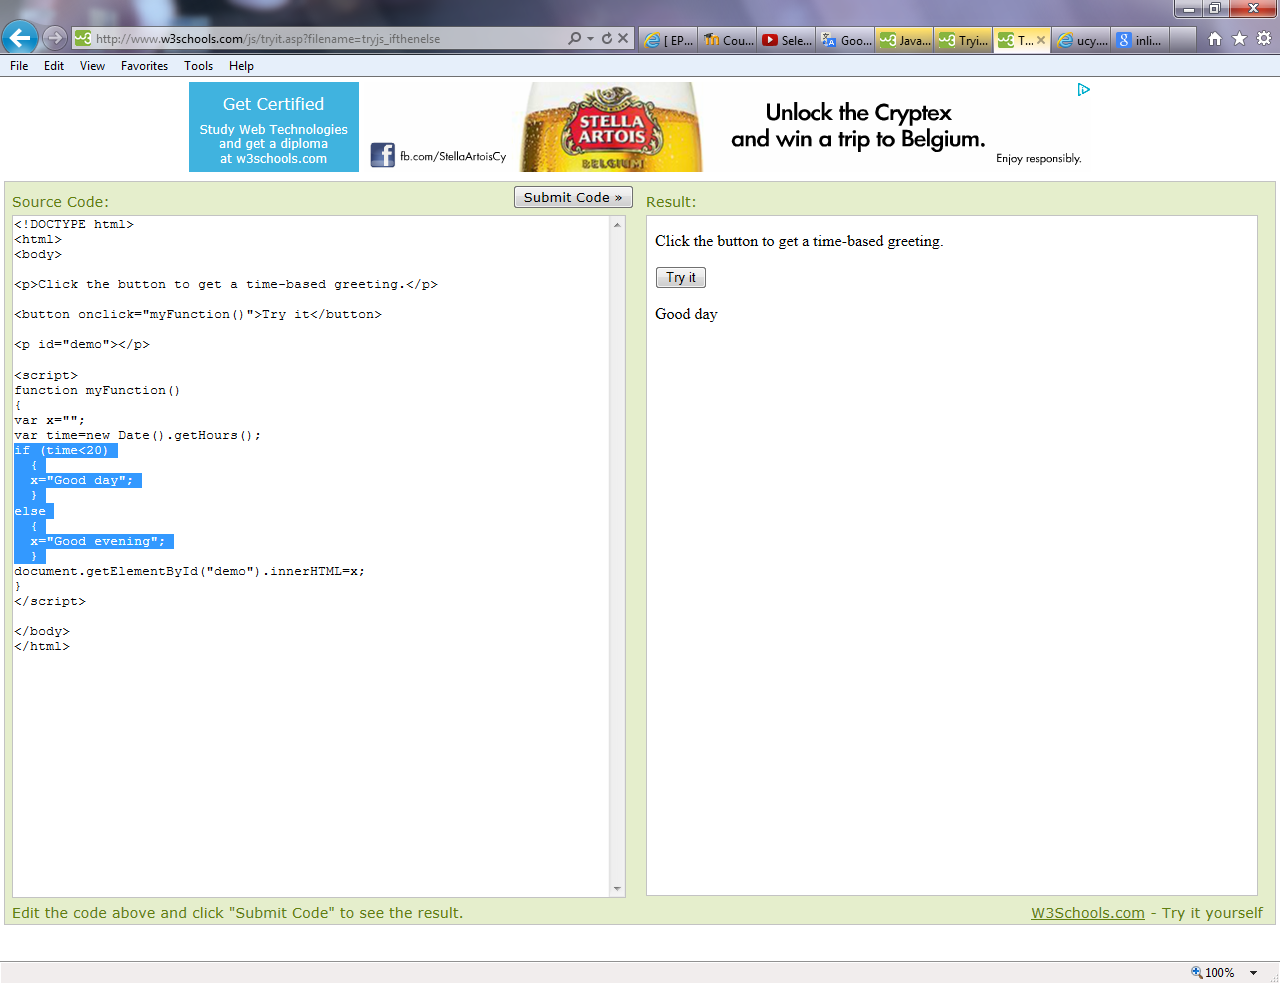 http://www.w3schools.com/js/tryit.asp?filename=tryjs_ifthenelse
[ EP...
Cou...
Sele...
Goo...
Java...
Tryi...
T...
ucy....
inli...
File Edit View Favorites Tools Help
Get Certified
Study Web Technologies
and get a diploma
at w3schools.com
fb.com/StellaArtoisCy
STELLA
ARTOIS
BELGIUM
Unlock the Cryptex
and win a trip to Belgium.
Enjoy responsibly.
Source Code:
Submit Code »
<!DOCTYPE html>
<html>
<body>
<p>Click the button to get a time-based greeting.</p>
<button onclick="myFunction()">Try it</button>
<p id="demo"></p>
<script>
function myFunction()
{
var x="";
var time=new Date().getHours();
if (time<20)
{
x="Good day";
}
else
{
x="Good evening";
}
document.getElementById("demo").innerHTML=x;
}
</script>
</body>
</html>
Result:
Click the button to get a time-based greeting.
Try it
Good day
Edit the code above and click "Submit Code" to see the result.
W3Schools.com - Try it yourself
100%